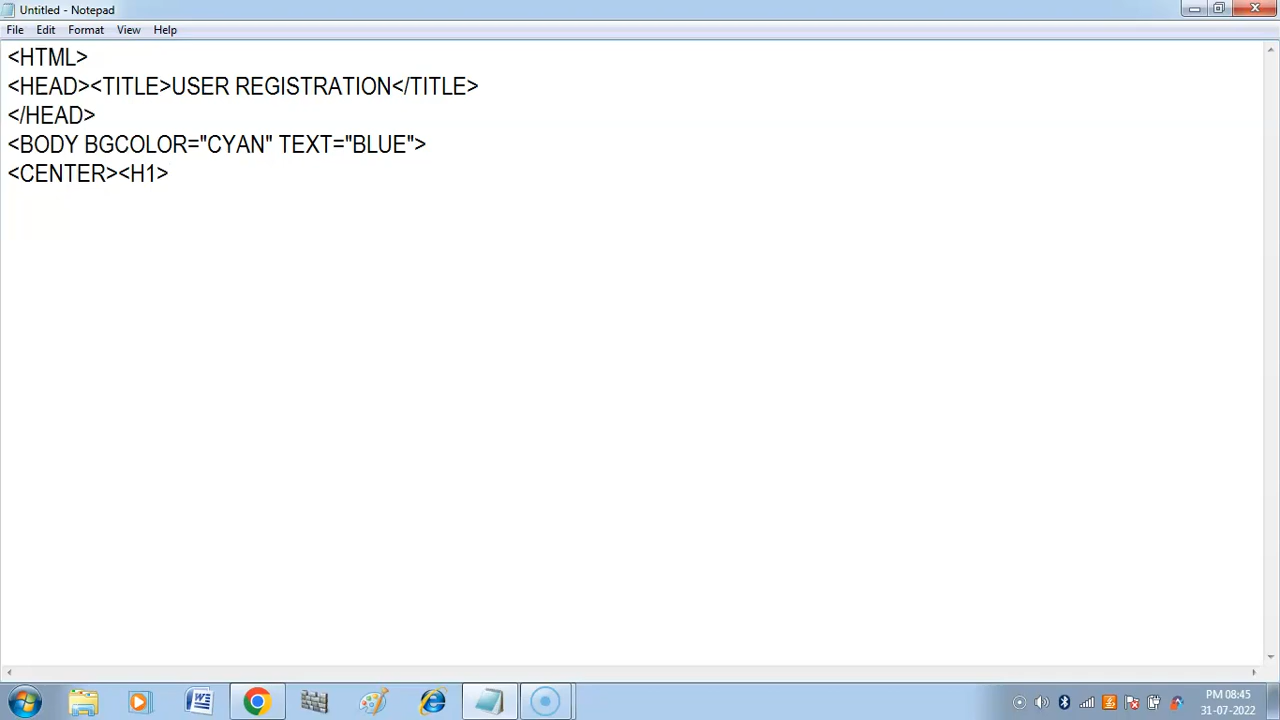 Untitled - Notepad
File Edit Format View Help
<HTML>
<HEAD><TITLE>USER REGISTRATION</TITLE>
</HEAD>
<BODY BGCOLOR="CYAN" TEXT="BLUE">
<CENTER><H1>
PM 08:45
31-07-2022